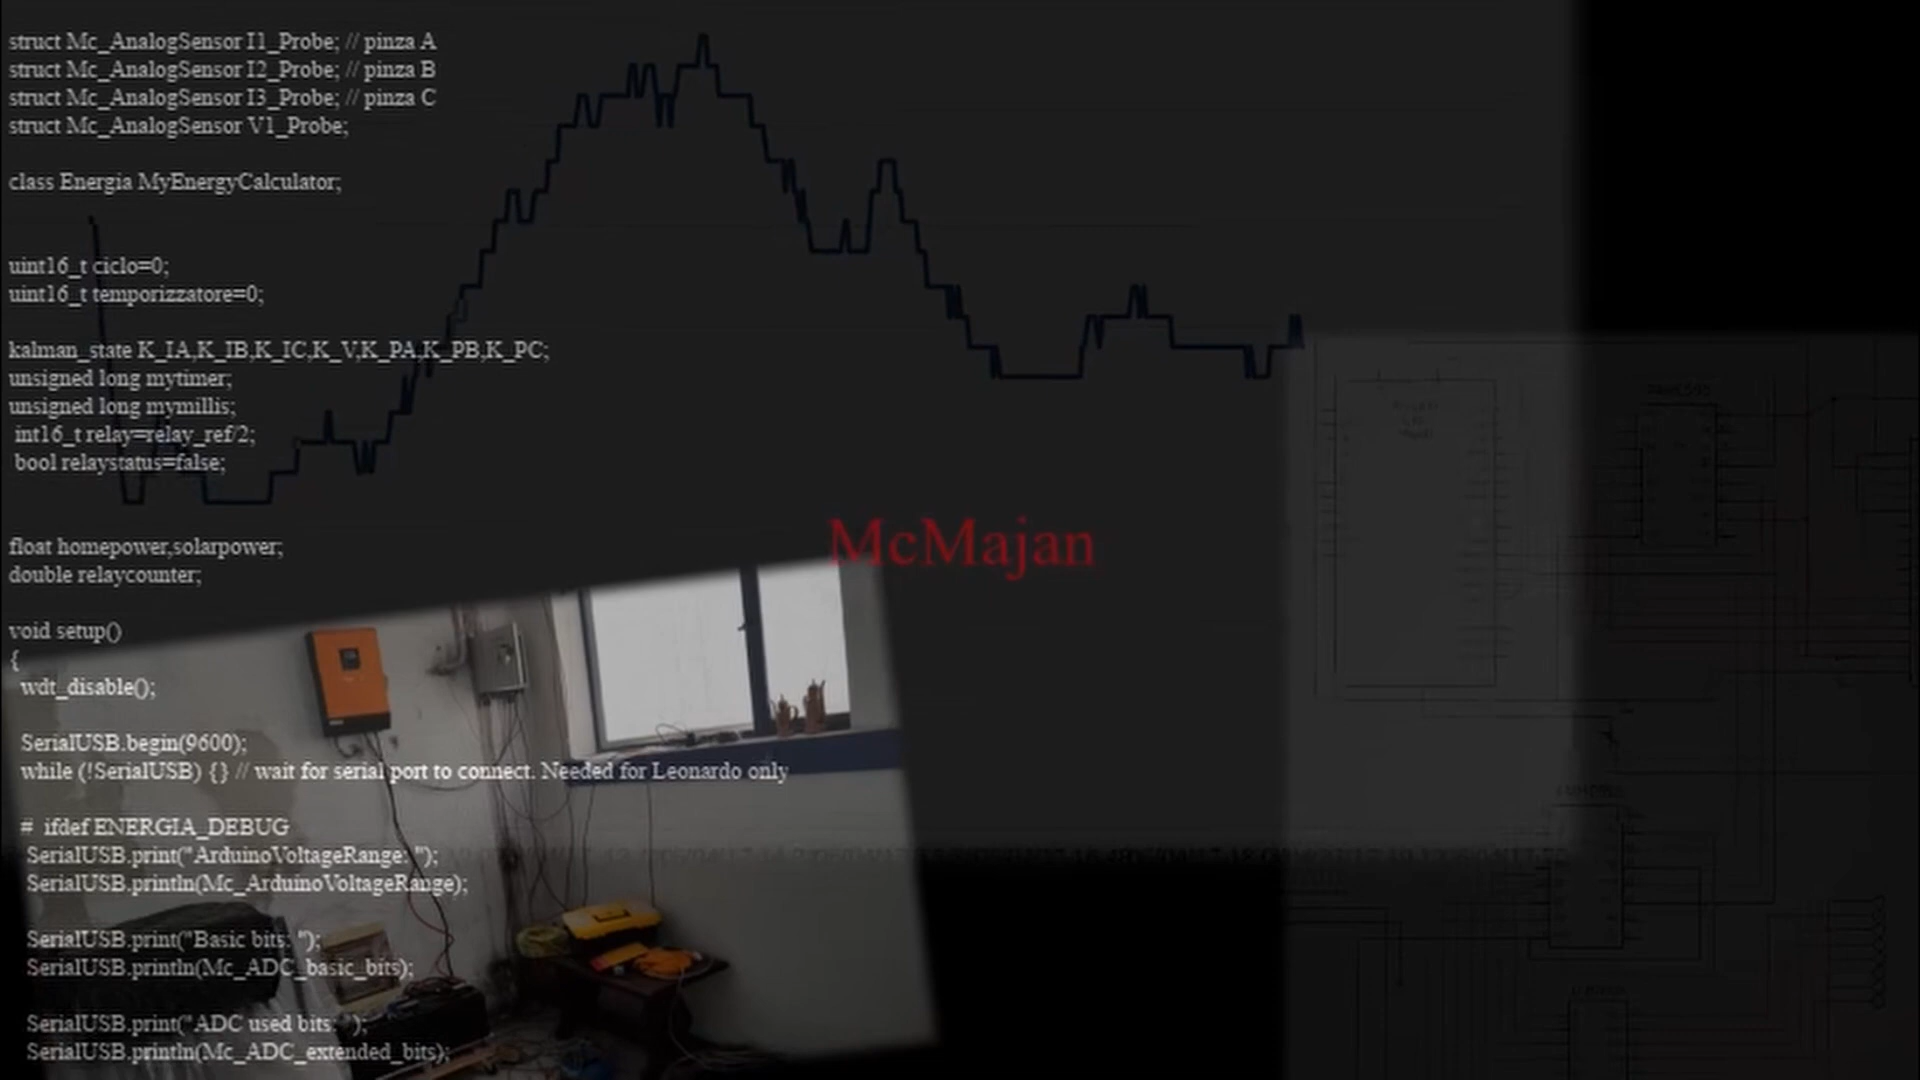 struct Mc_AnalogSensor I1_Probe; // pinza A
struct Mc_AnalogSensor I2_Probe; // pinza B
struct Mc_AnalogSensor I3_Probe; // pinza C
struct Mc_AnalogSensor V1_Probe;
class Energia MyEnergyCalculator;
uint16_t ciclo=0;
uint16_t temporizzatore=0;
kalman_state K_IA,K_IB,K_IC,K_V,K_PA,K_PB,K_PC;
unsigned long mytimer;
unsigned long mymillis;
int16_t relay=relay_ref/2;
bool relaystatus=false;
McMajan
float homepower,solarpower;
double relaycounter;
void setup()
{
wdt_disable();
SerialUSB.begin(9600);
while (!SerialUSB) {} // wait for serial port to connect. Needed for Leonardo only
# ifdef ENERGIA_DEBUG
SerialUSB.print("ArduinoVoltageRange: ");
SerialUSB.println(Mc_ArduinoVoltageRange);
SerialUSB.print("Basic bits: ");
SerialUSB.println(Mc_ADC_basic_bits);
SerialUSB.print("ADC used bits: ");
SerialUSB.println(Mc_ADC_extended_bits);